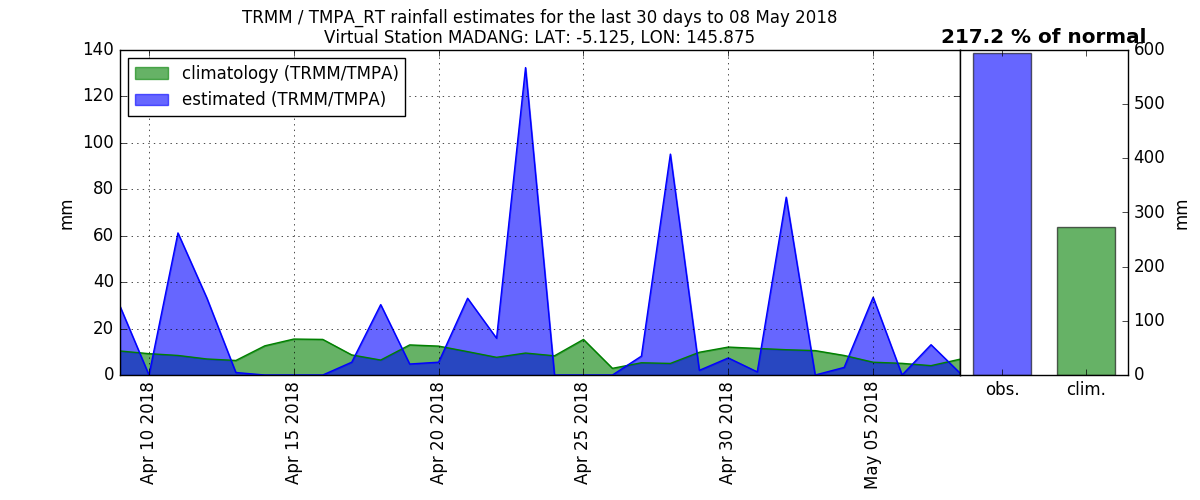 TRMM / TMPA_RT rainfall estimates for the last 30 days to 08 May 2018
Virtual Station MADANG: LAT: -5.125, LON: 145.875
217.2 % of normal
climatology (TRMM/TMPA)
estimated (TRMM/TMPA)
mm
140
120
100
80
60
40
20
0
Apr 10 2018
Apr 15 2018
Apr 20 2018
Apr 25 2018
Apr 30 2018
May 05 2018
600
500
400
300
200
100
0
mm
obs.
clim.